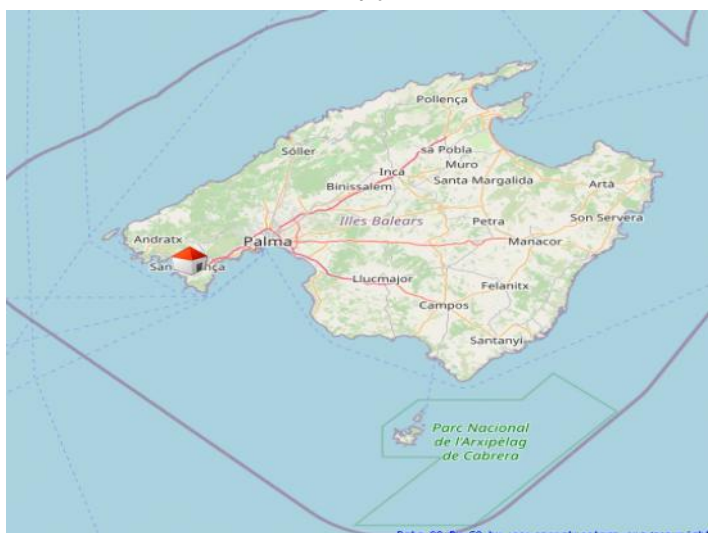 Pollença
sa Pobla
Sóller
Muro
Inca
Binissalem
Santa Margalida
Artà
Illes Balears
Petra
Son Servera
Andratx
Palma
Manacor
Llucmajor
Felanitx
Campos
Santanyí
Parc Nacional
de l'Arxipèlag
de Cabrera